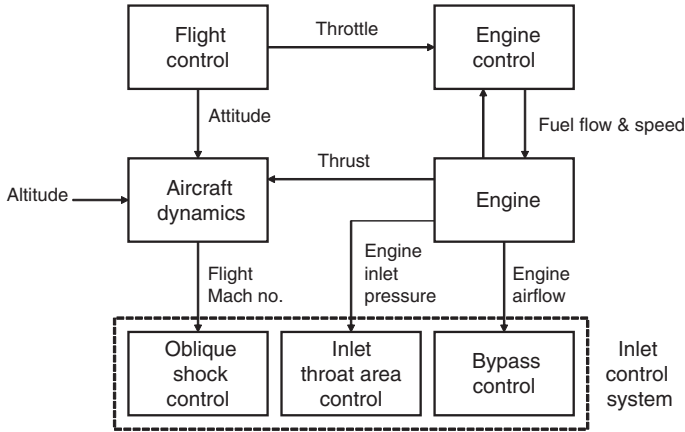 Flight
control
Throttle
Engine
control
Attitude
Fuel flow & speed
Altitude
Aircraft
dynamics
Thrust
Engine
Flight
Mach no.
Engine
inlet
pressure
Engine
airflow
Oblique
shock
control
Inlet
throat area
control
Bypass
control
Inlet
control
system